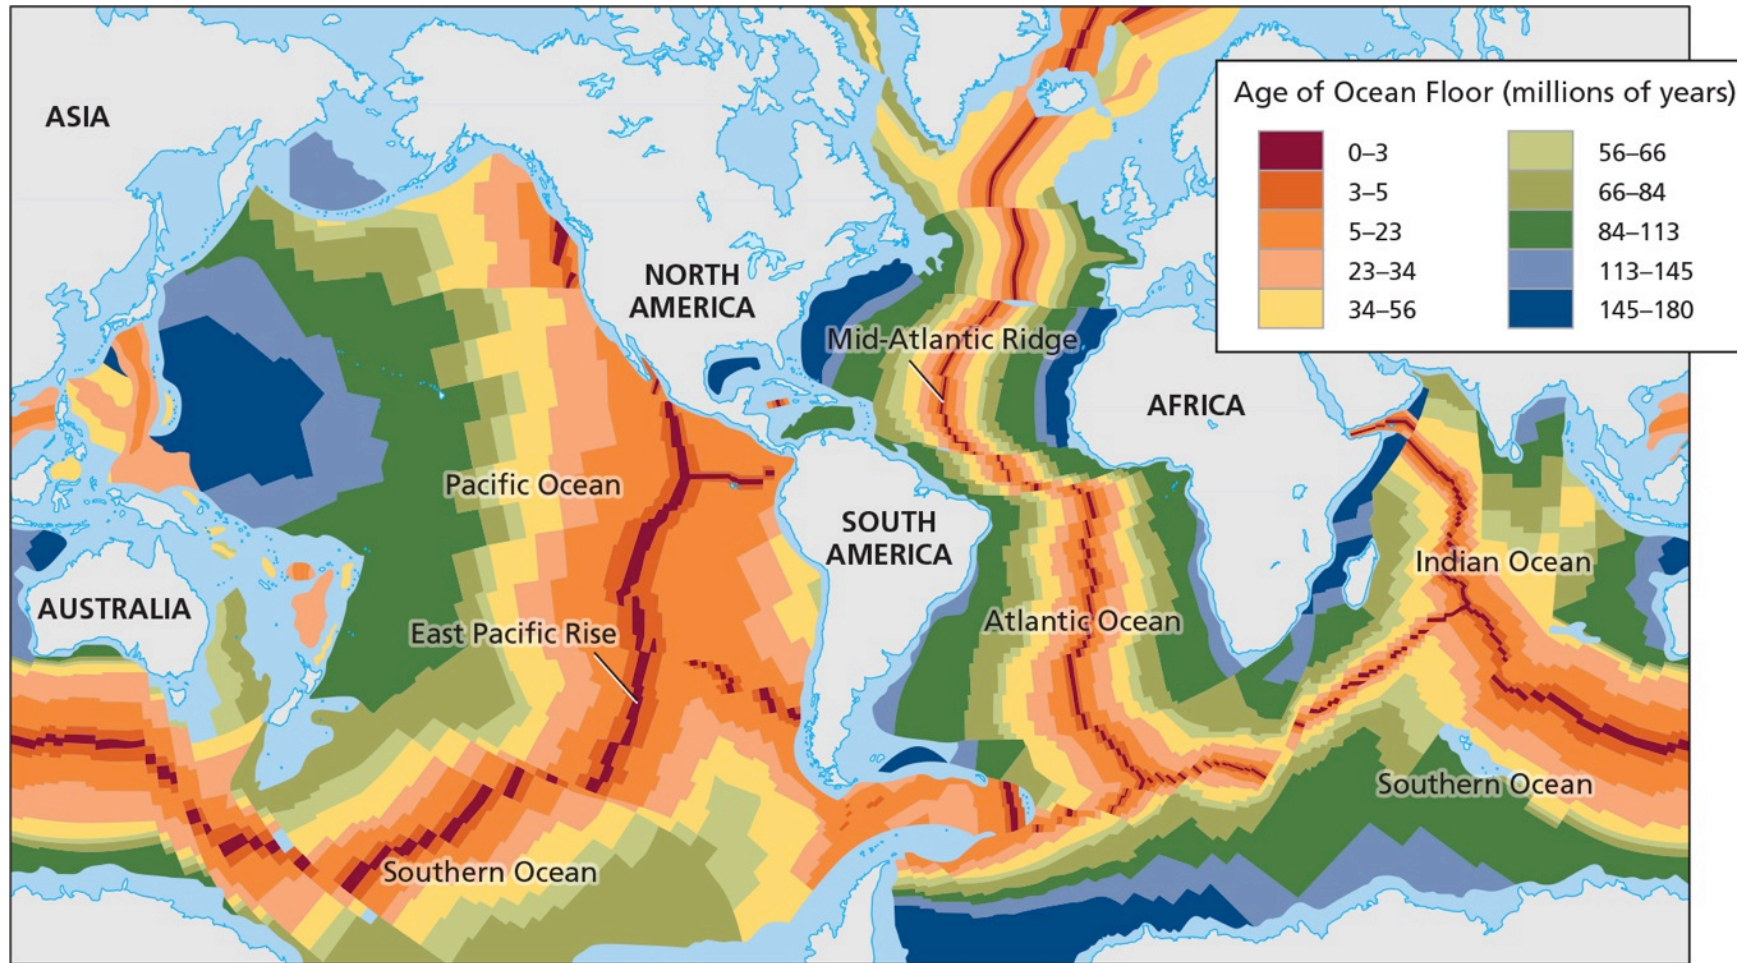 Age of Ocean Floor (millions of years)
0–3
3–5
5–23
23–34
34–56
56–66
66–84
84–113
113–145
145–180
ASIA
NORTH
AMERICA
Mid-Atlantic Ridge
AFRICA
Pacific Ocean
SOUTH
AMERICA
Indian Ocean
AUSTRALIA
East Pacific Rise
Atlantic Ocean
Southern Ocean
Southern Ocean